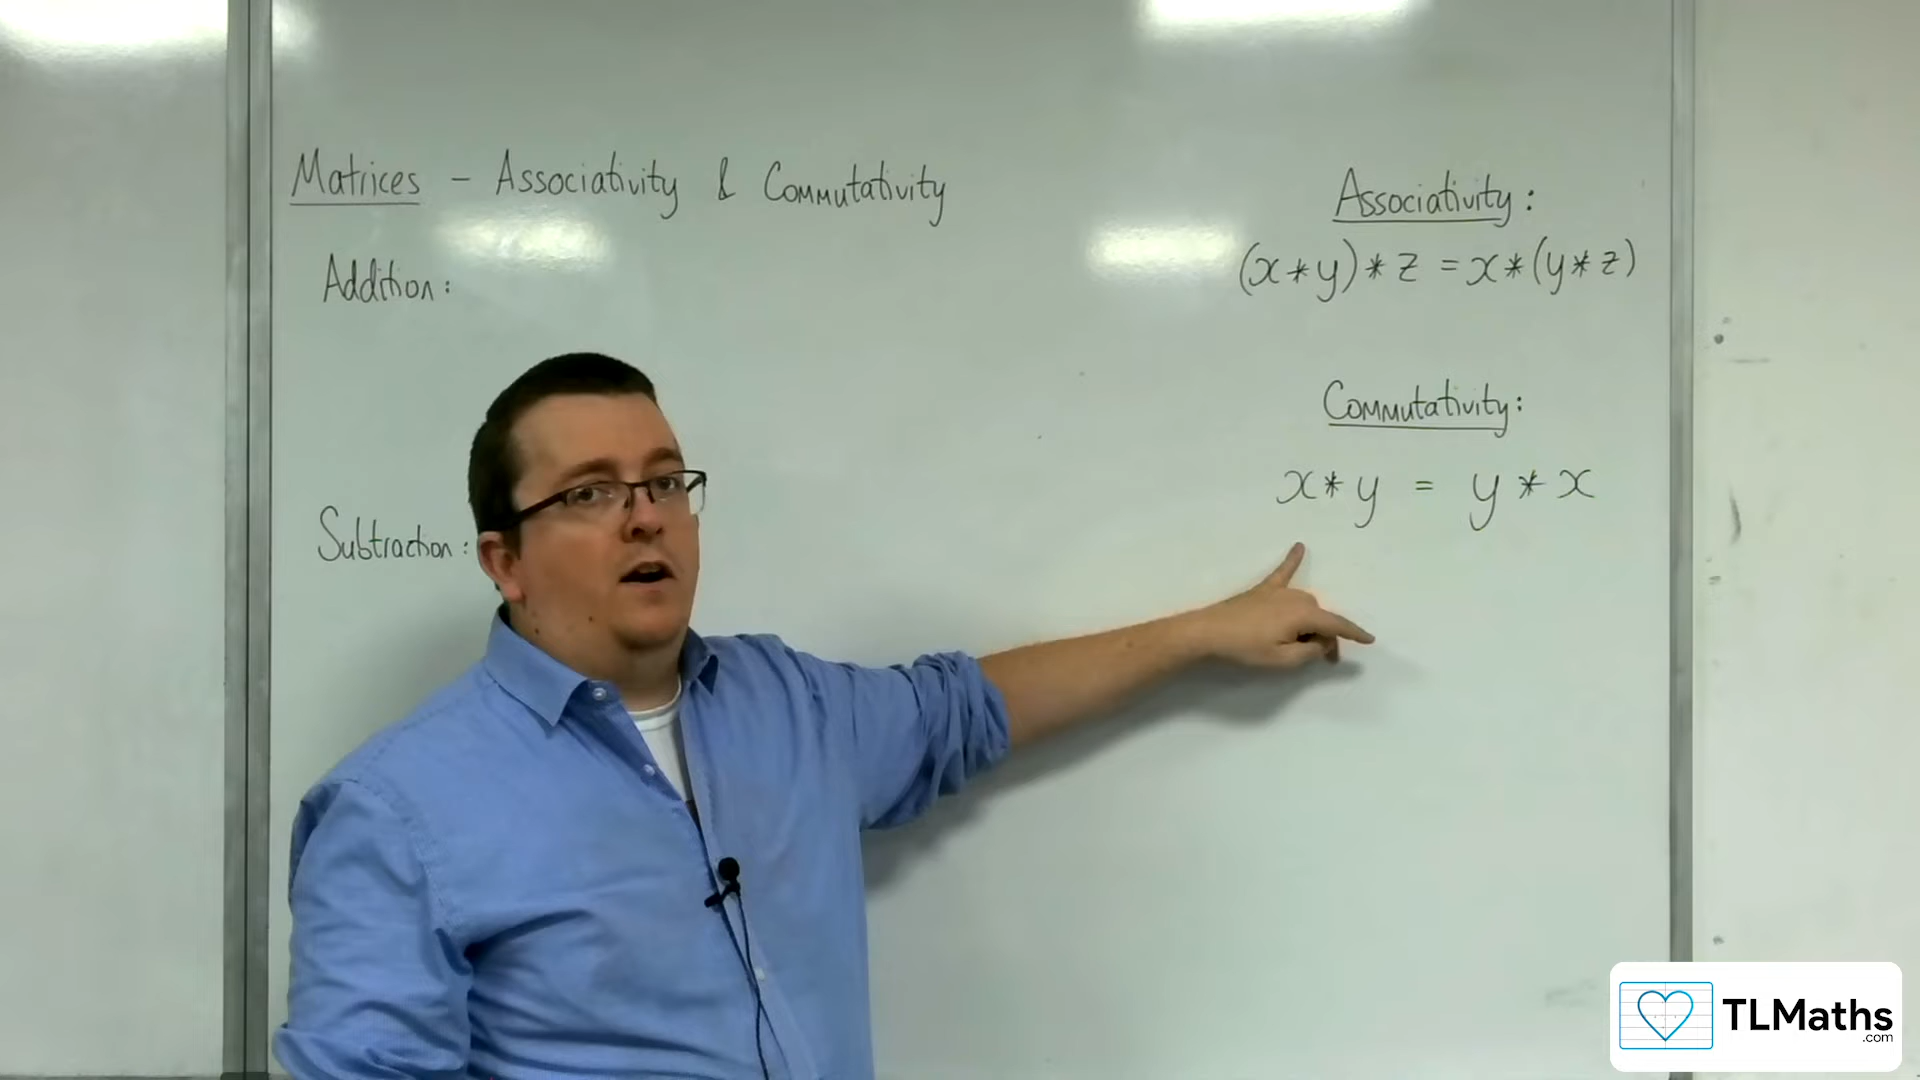 Matrices - Associativity & Commutativity
Addition:
Subtraction:
Associativity:
(x*y)*z = x*(y*z)
Commutativity:
x*y = y*x
TLMaths
.com